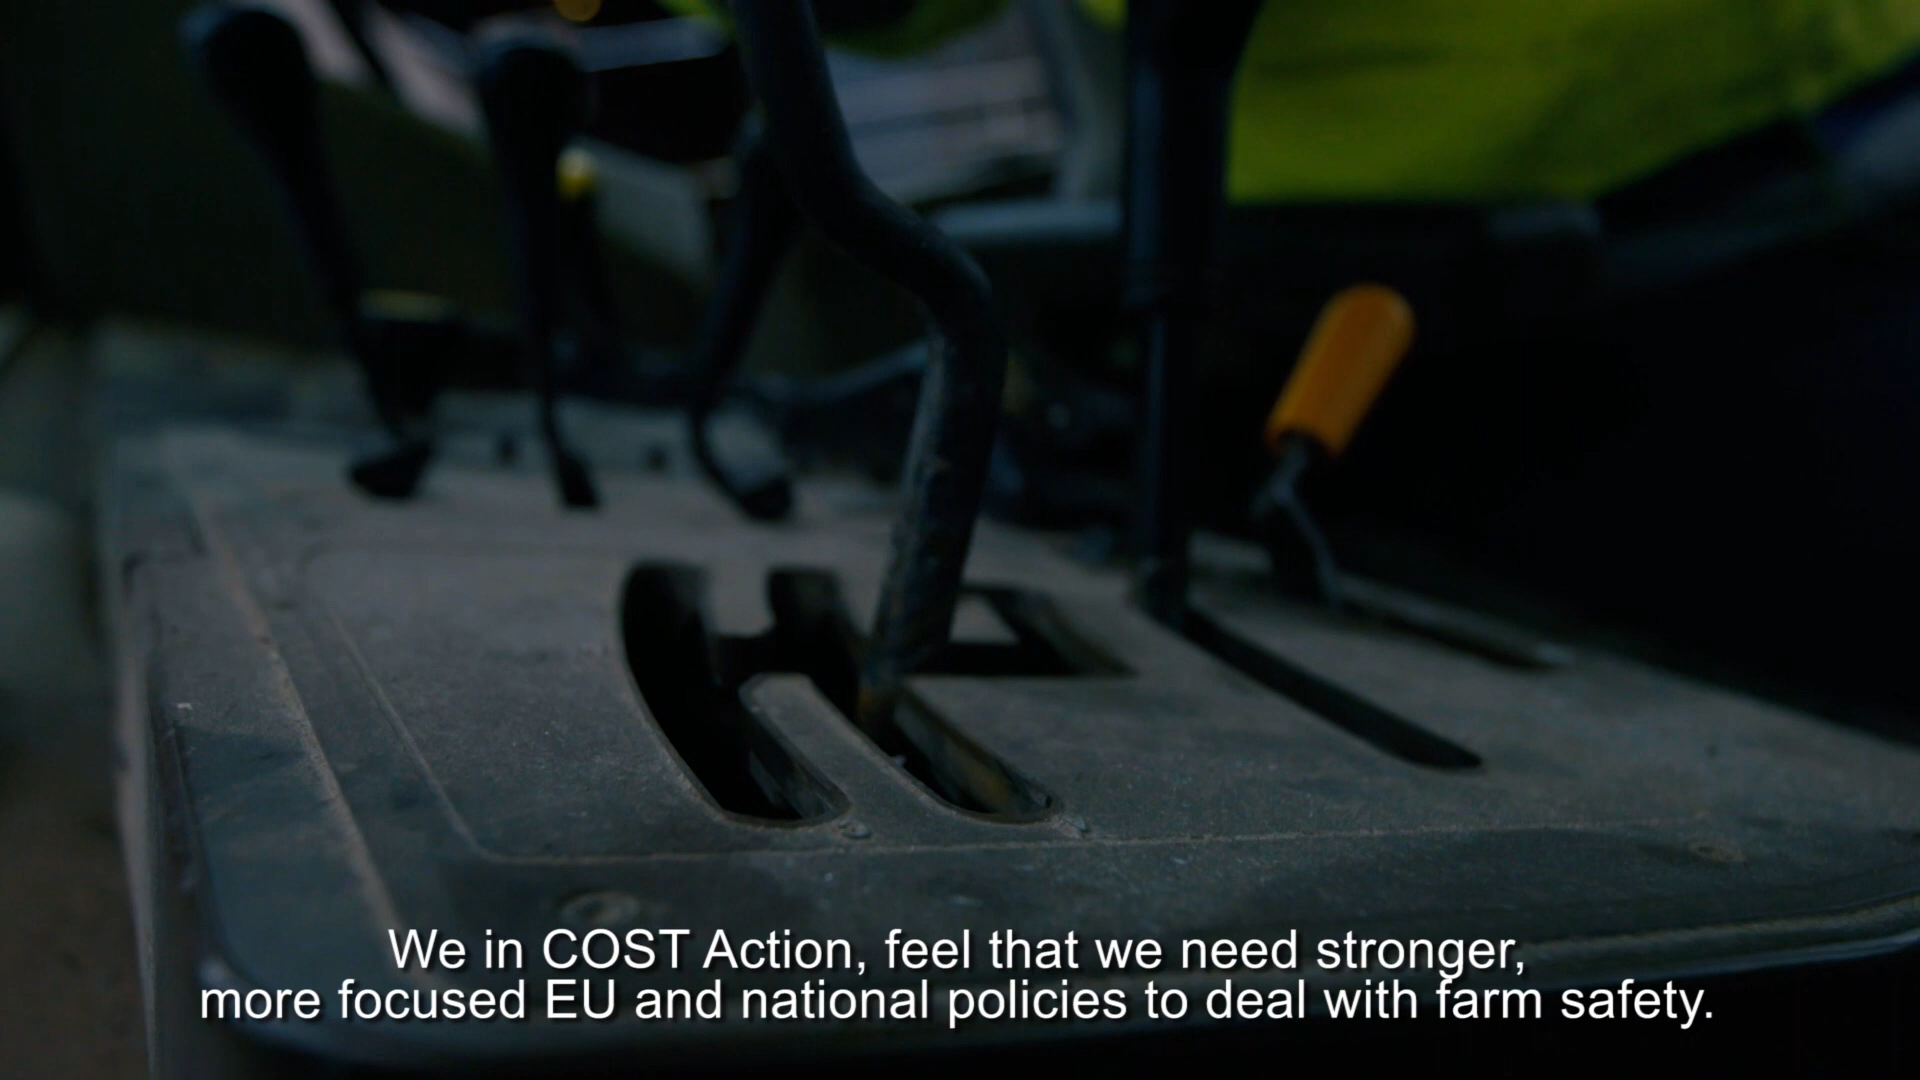 We in COST Action, feel that we need stronger,
more focused EU and national policies to deal with farm safety.